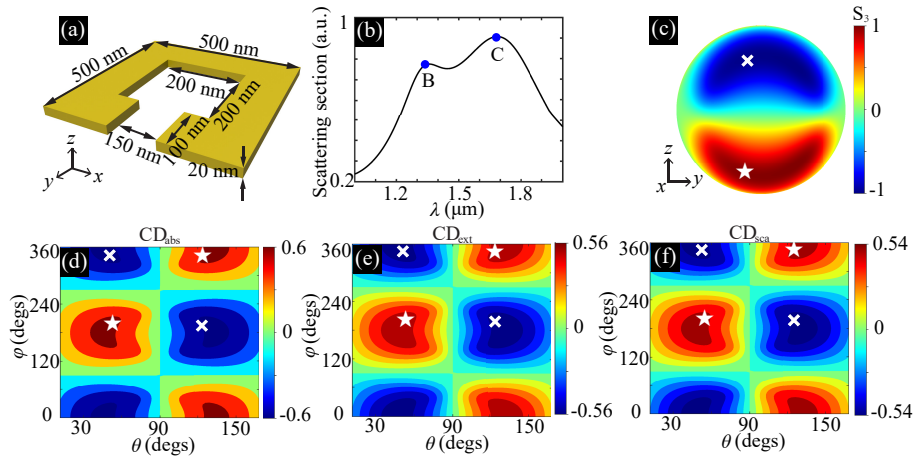 (a)
500 nm
500 nm
200 nm
200 nm
150 nm
100 nm
20 nm
z
y
x
(b)
Scattering section (a.u.)
1
0.2
B
C
1.2
1.5
1.8
λ (μm)
(c)
S3
1
0
-1
z
x
y
CDabs
(d)
φ (degs)
360
240
120
0
30
90
150
θ (degs)
0.6
0
-0.6
CDext
(e)
φ (degs)
360
240
120
0
30
90
150
θ (degs)
0.56
0
-0.56
CDsca
(f)
φ (degs)
360
240
120
0
30
90
150
θ (degs)
0.54
0
-0.54